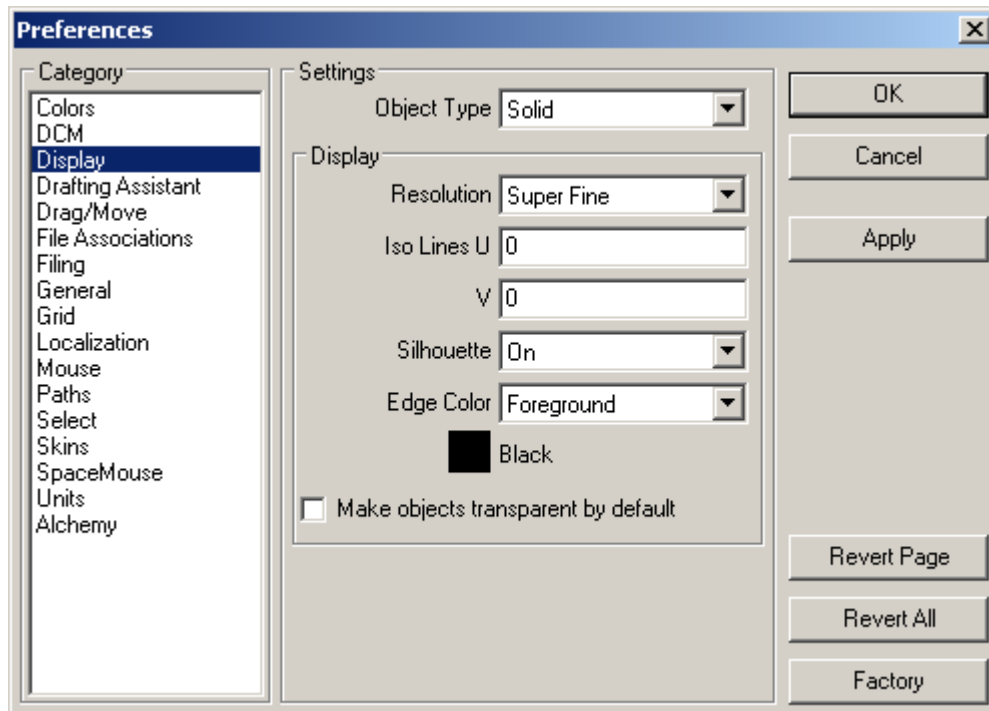 Preferences
Category
Colors
DCM
Display
Drafting Assistant
Drag/Move
File Associations
Filing
General
Grid
Localization
Mouse
Paths
Select
Skins
SpaceMouse
Units
Alchemy
Settings
Object Type Solid
Display
Resolution Super Fine
Iso Lines U 0
V 0
Silhouette On
Edge Color Foreground
Black
Make objects transparent by default
OK
Cancel
Apply
Revert Page
Revert All
Factory